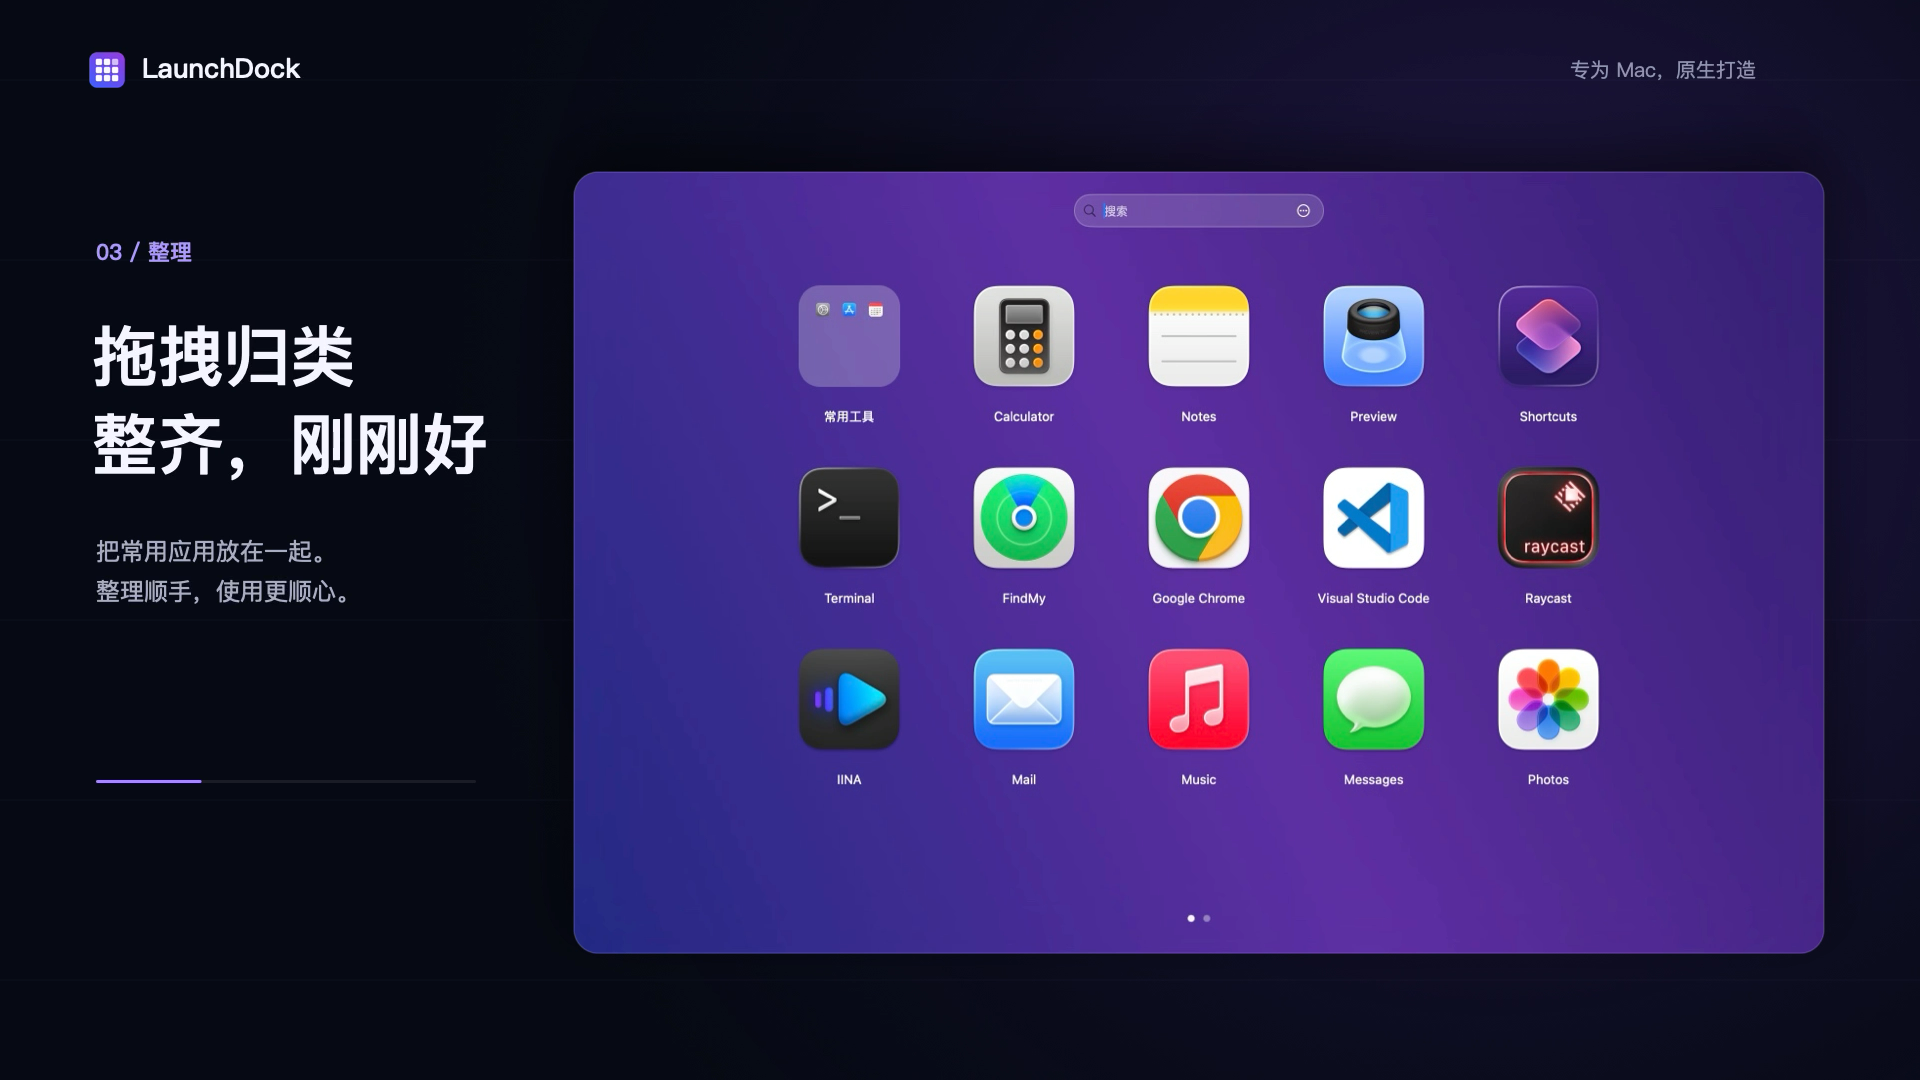 LaunchDock
专为 Mac，原生打造
03 / 整理
拖拽归类
整齐，刚刚好
把常用应用放在一起。
整理顺手，使用更顺心。
搜索
常用工具
Calculator
Notes
Preview
Shortcuts
>_
raycast
Terminal
FindMy
Google Chrome
Visual Studio Code
Raycast
IINA
Mail
Music
Messages
Photos